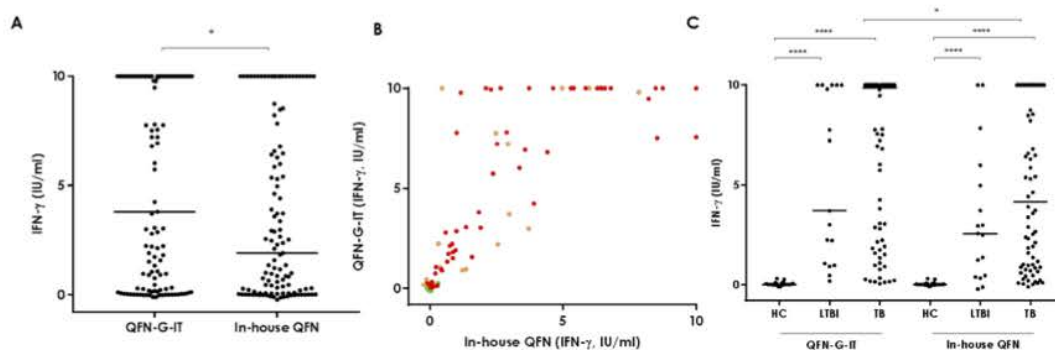 A
*
IFN-γ (IU/ml)
10
5
0
QFN-G-IT
In-house QFN
B
QFN-G-IT (IFN-γ, IU/ml)
10
5
0
0
5
10
In-house QFN (IFN-γ, IU/ml)
C
*
****
****
****
****
IFN-γ (IU/ml)
10
5
0
HC
LTBI
TB
HC
LTBI
TB
QFN-G-IT
In-house QFN